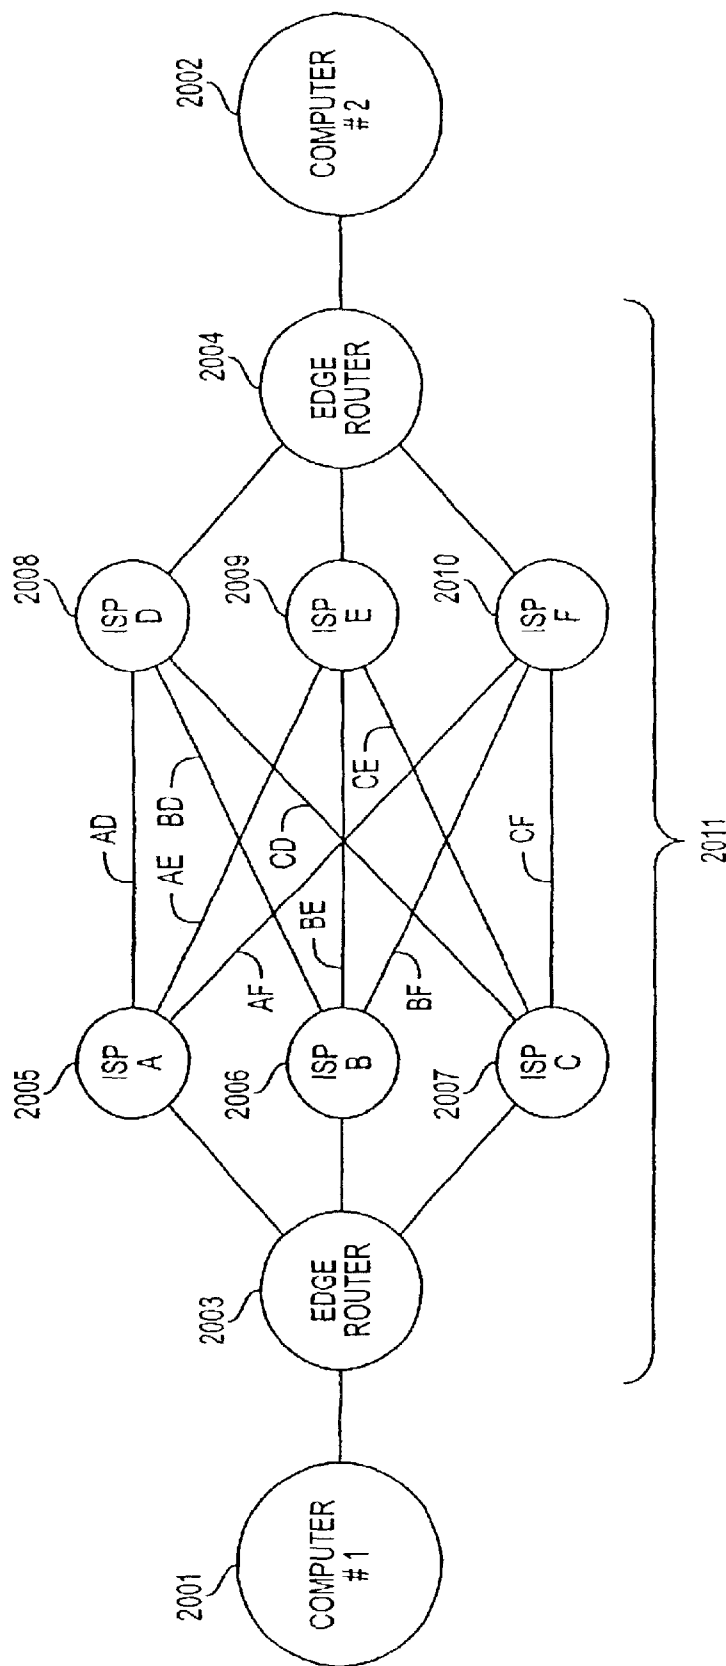 2001
COMPUTER
#1
2003
EDGE
ROUTER
2005
ISP
A
2006
ISP
B
2007
ISP
C
AD
AE
BD
AF
CD
BE
CE
BF
CF
2008
ISP
D
2009
ISP
E
2010
ISP
F
2004
EDGE
ROUTER
2002
COMPUTER
#2
2011